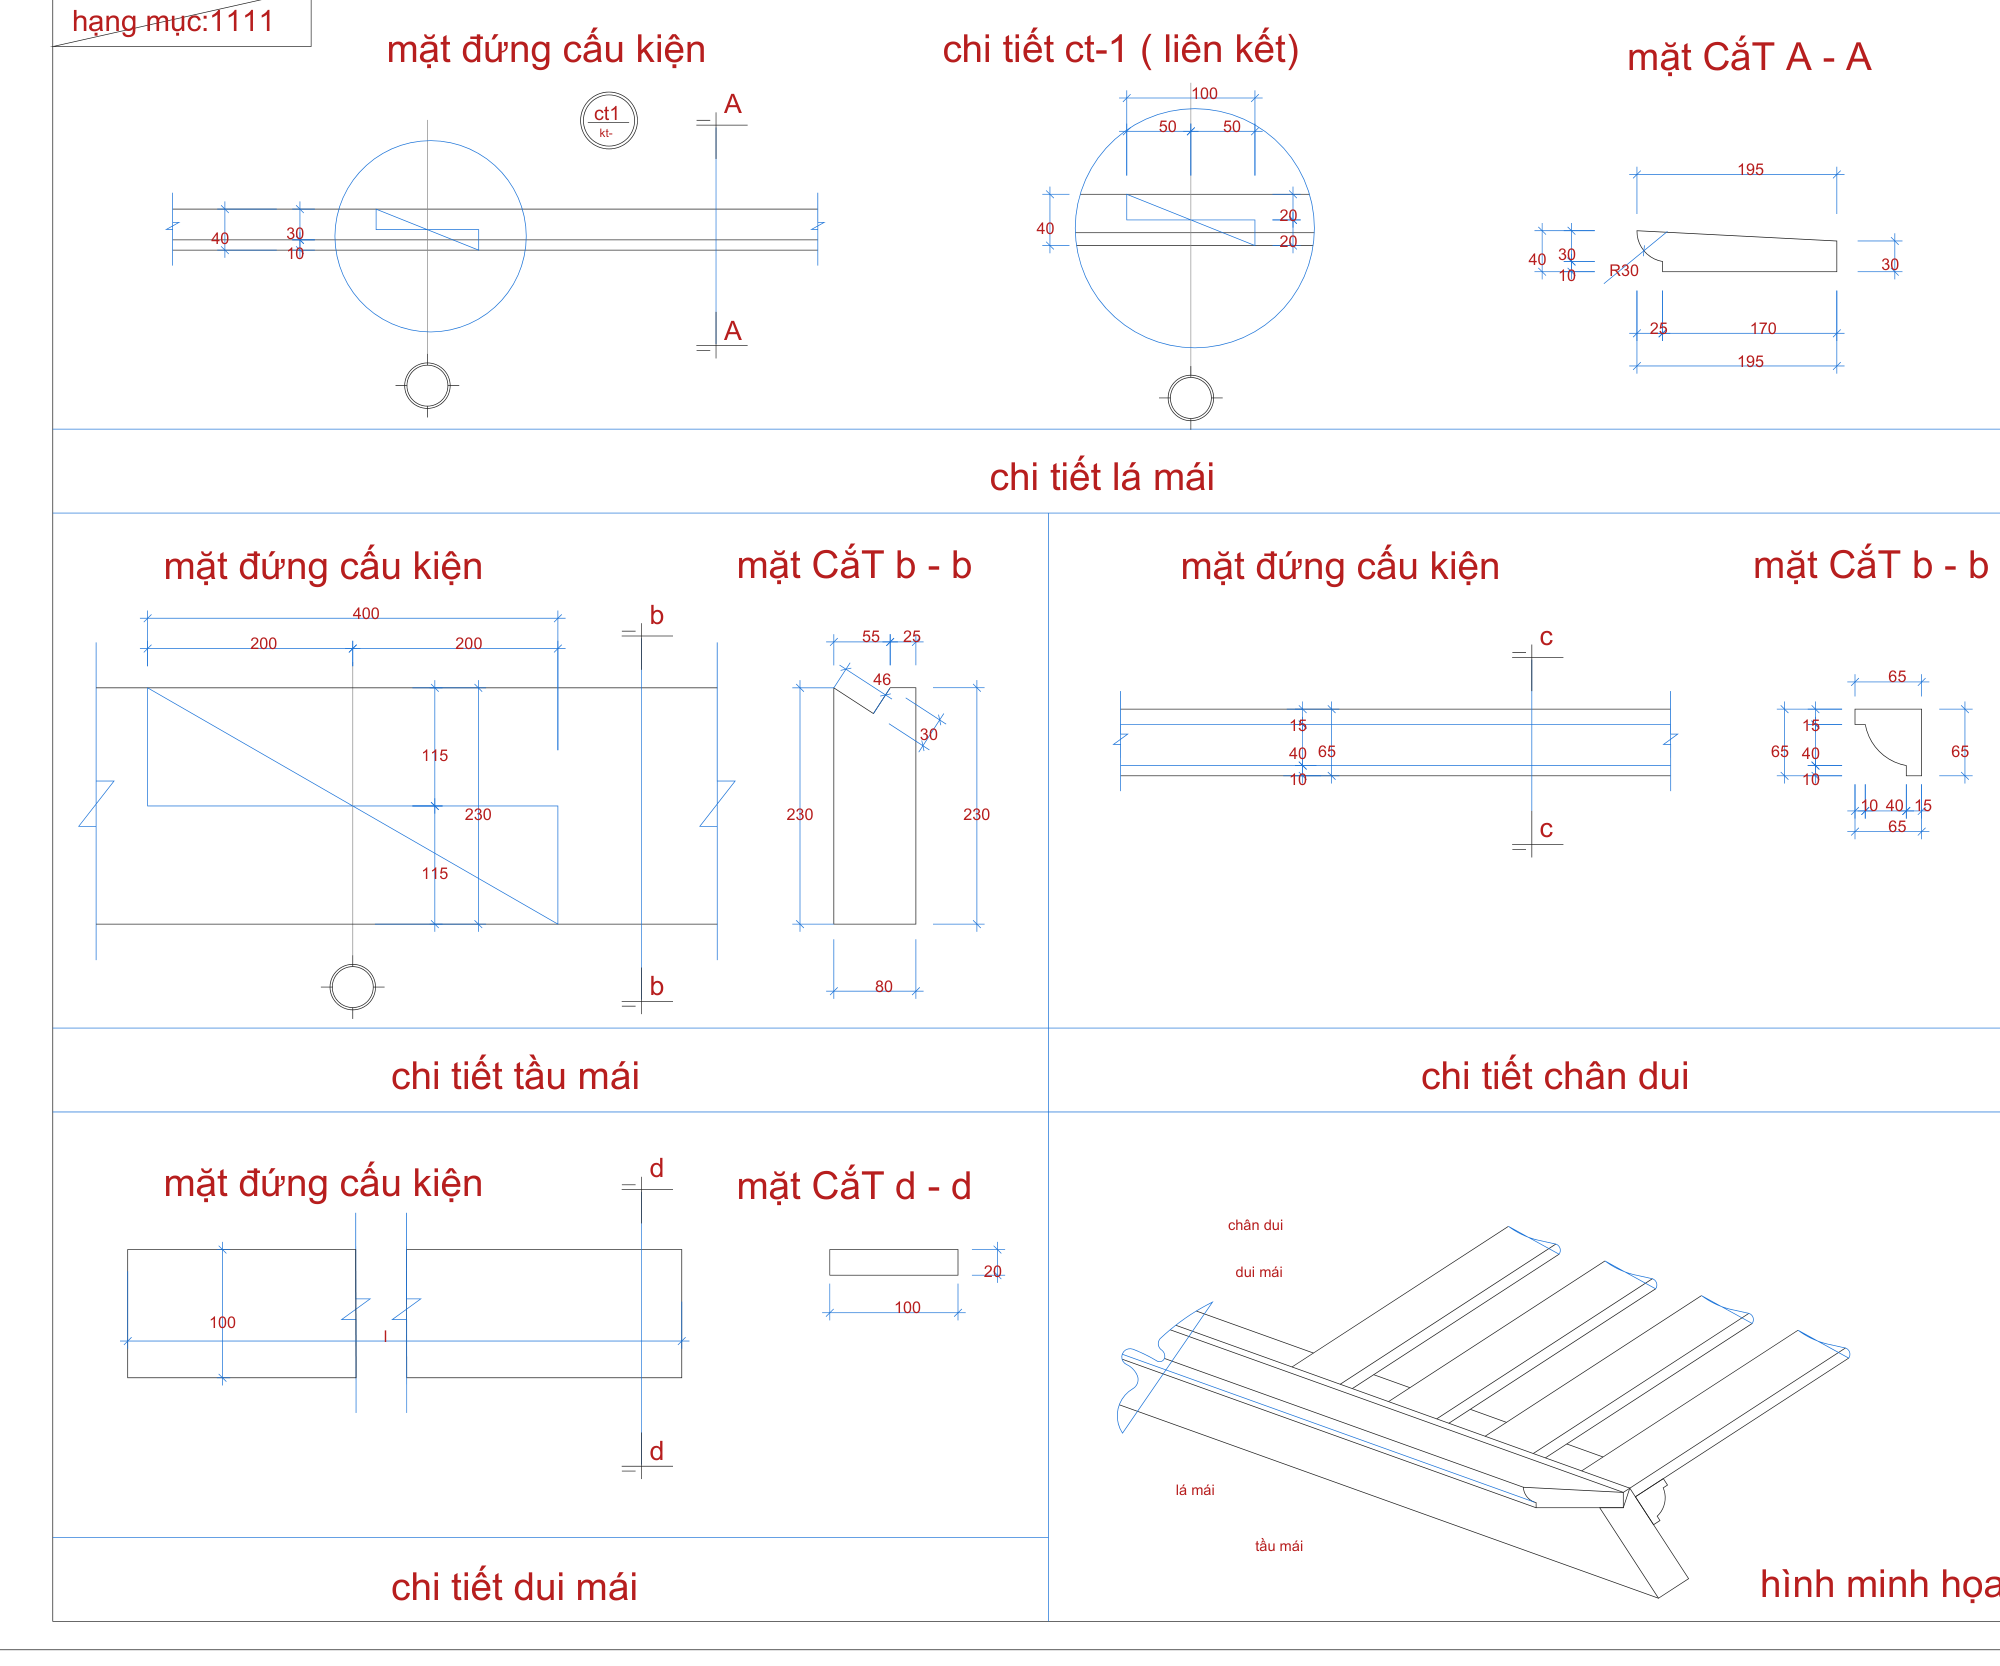 hạng mục:1111
mặt đứng cấu kiện
chi tiết ct-1 ( liên kết)
mặt CắT A - A
ct1
kt-
A
A
40
30
10
100
50
50
40
20
20
195
40
30
10
R30
30
25
170
195
chi tiết lá mái
mặt đứng cấu kiện
mặt CắT b - b
400
200
200
b
115
230
115
b
55
25
46
30
230
230
80
mặt đứng cấu kiện
mặt CắT b - b
c
15
40
65
10
c
65
65
15
40
10
65
10
40
15
65
chi tiết tầu mái
chi tiết chân dui
mặt đứng cấu kiện
mặt CắT d - d
d
100
l
d
20
100
chi tiết dui mái
chân dui
dui mái
lá mái
tầu mái
hình minh họa